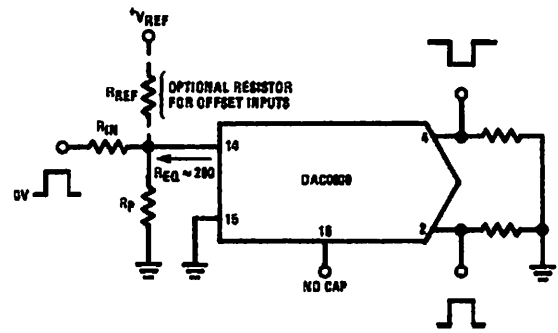 +VREF
RREF
OPTIONAL RESISTOR
FOR OFFSET INPUTS
RIN
14
4
REQ ≈ 200
DAC0800
0V
RP
15
16
2
NO CAP